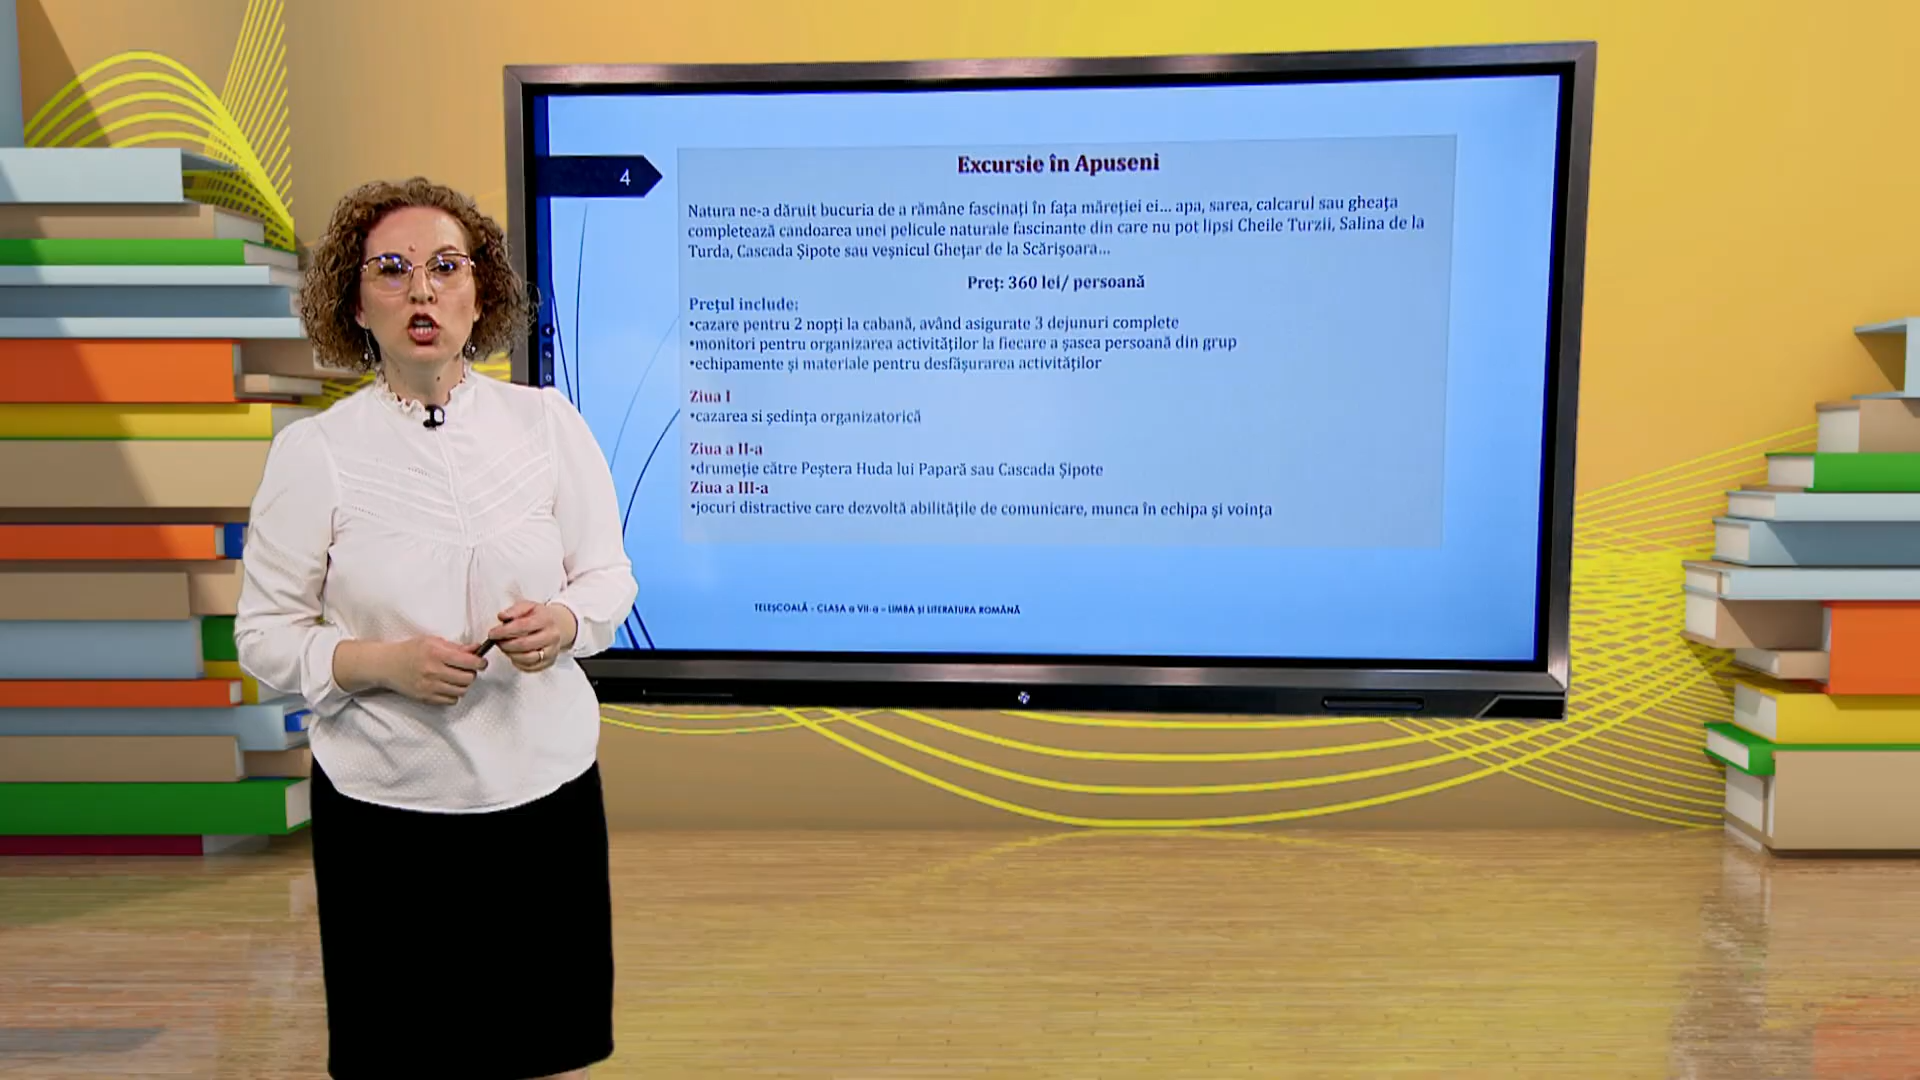 4
Excursie în Apuseni
Natura ne-a dăruit bucuria de a rămâne fascinați în fața măreției ei... apa, sarea, calcarul sau gheața
completează candoarea unei pelicule naturale fascinante din care nu pot lipsi Cheile Turzii, Salina de la
Turda, Cascada Șipote sau veșnicul Ghețar de la Scărișoara...
Preț: 360 lei/ persoană
Prețul include:
•cazare pentru 2 nopți la cabană, având asigurate 3 dejunuri complete
•monitori pentru organizarea activităților la fiecare a șasea persoană din grup
•echipamente și materiale pentru desfășurarea activităților
Ziua I
•cazarea si ședința organizatorică
Ziua a II-a
•drumeție către Peștera Huda lui Papară sau Cascada Șipote
Ziua a III-a
•jocuri distractive care dezvoltă abilitățile de comunicare, munca în echipa și voința
TELEȘCOALĂ - CLASA a VII-a - LIMBA ȘI LITERATURA ROMÂNĂ